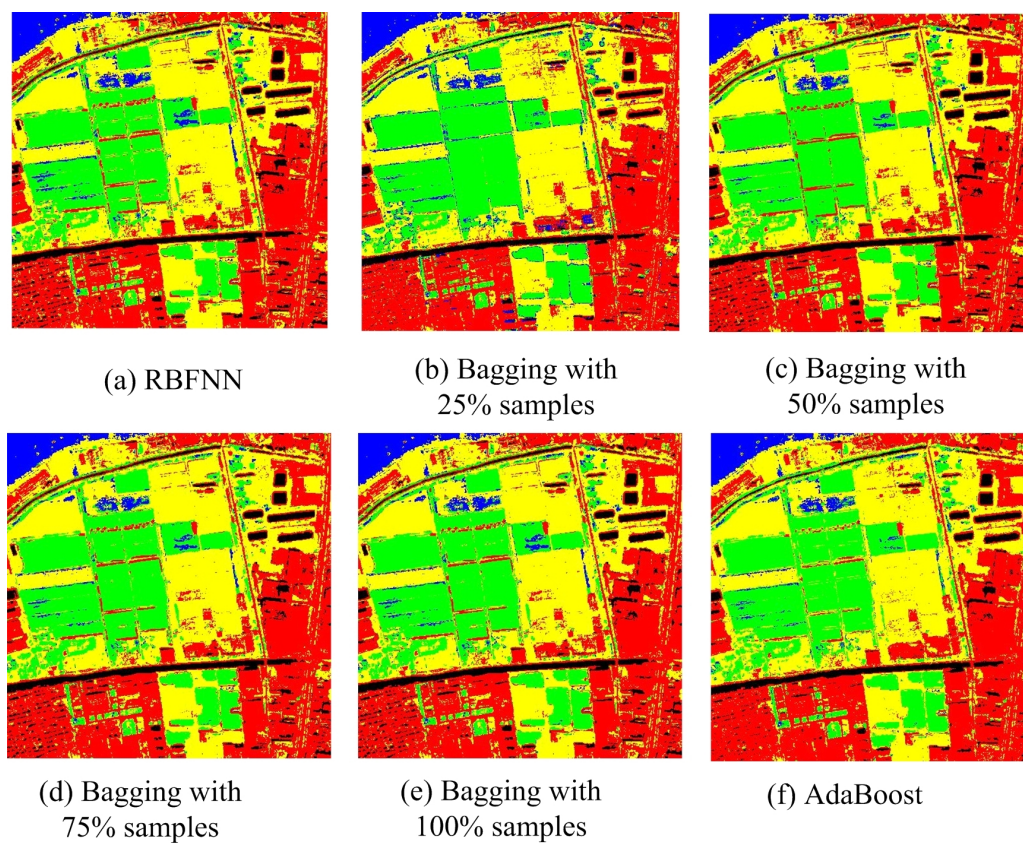 (a) RBFNN
(b) Bagging with
25% samples
(c) Bagging with
50% samples
(d) Bagging with
75% samples
(e) Bagging with
100% samples
(f) AdaBoost